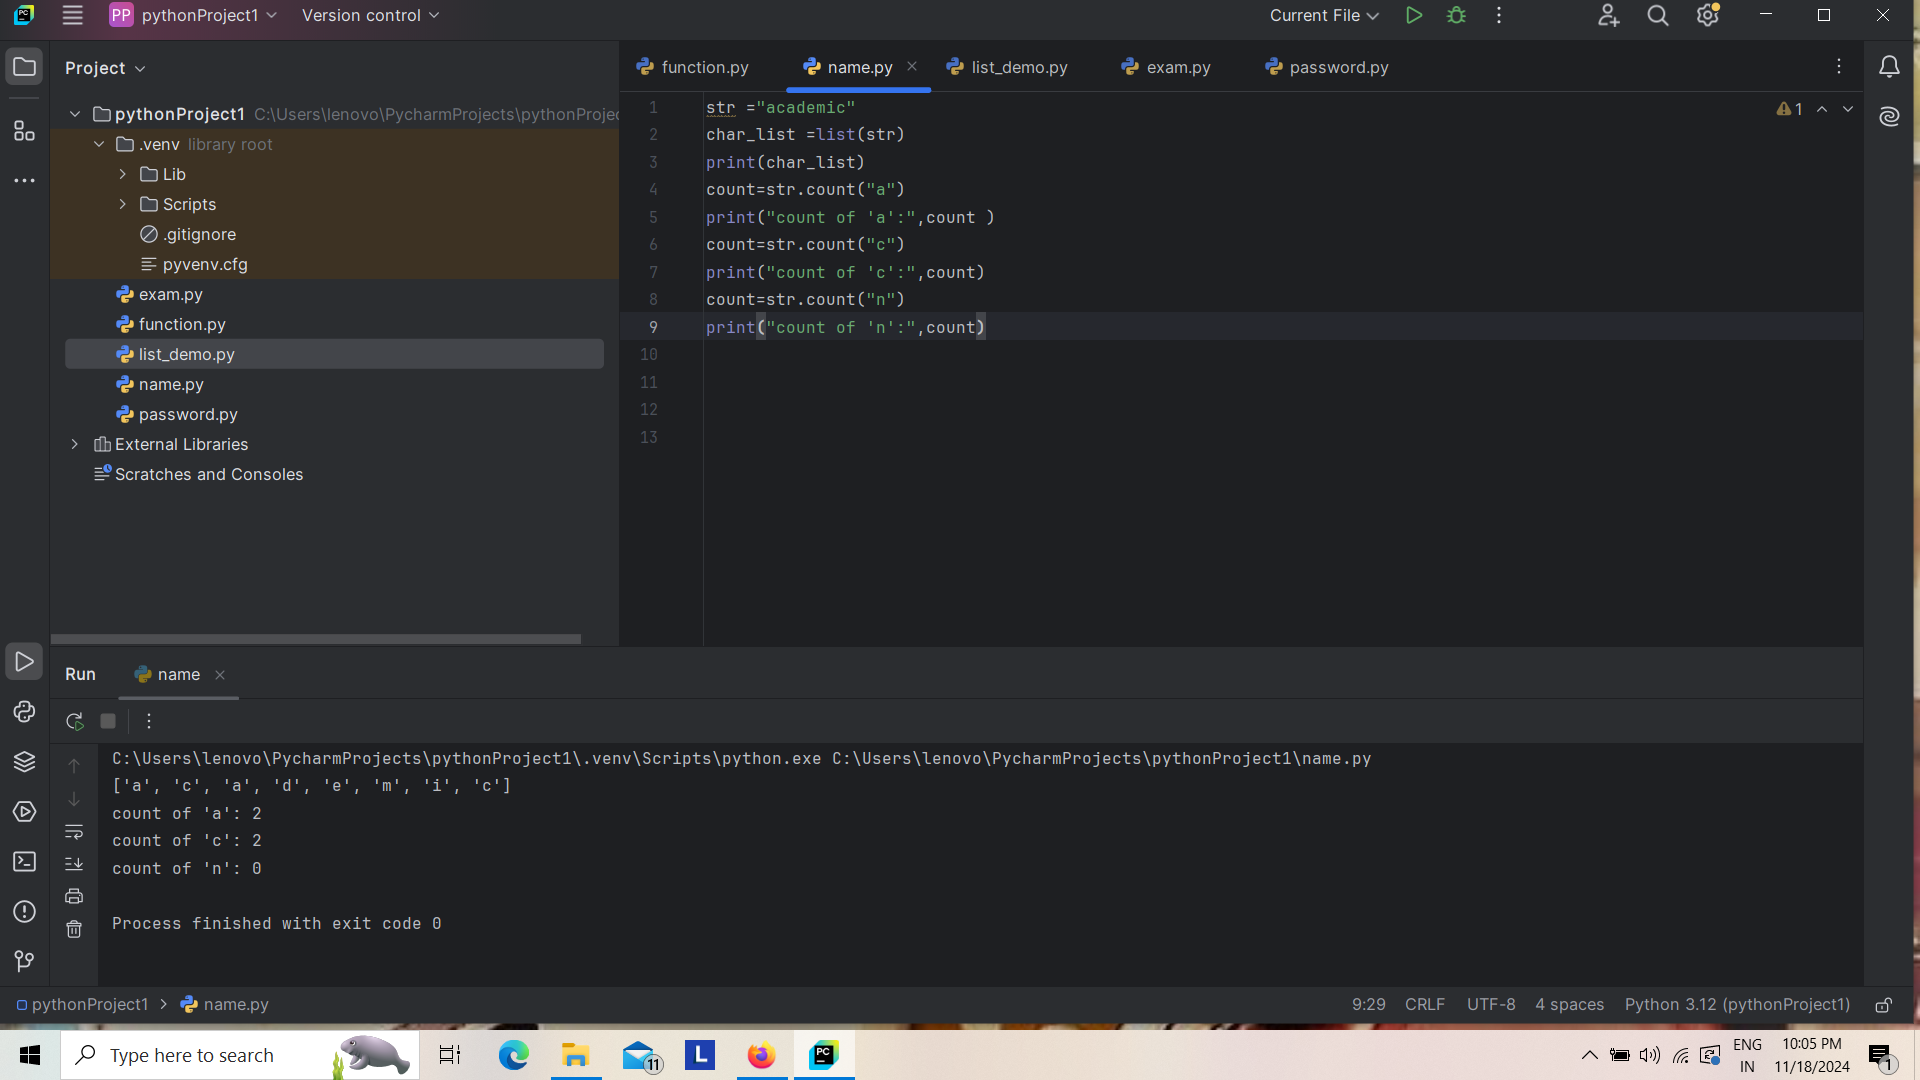 PP pythonProject1 Version control Current File
Project
pythonProject1 C:\Users\lenovo\PycharmProjects\pythonProjec
.venv library root
Lib
Scripts
.gitignore
pyvenv.cfg
exam.py
function.py
list_demo.py
name.py
password.py
External Libraries
Scratches and Consoles
function.py name.py list_demo.py exam.py password.py
1 str ="academic"
2 char_list =list(str)
3 print(char_list)
4 count=str.count("a")
5 print("count of 'a':",count )
6 count=str.count("c")
7 print("count of 'c':",count)
8 count=str.count("n")
9 print("count of 'n':",count)
10
11
12
13
1
Run name
C:\Users\lenovo\PycharmProjects\pythonProject1\.venv\Scripts\python.exe C:\Users\lenovo\PycharmProjects\pythonProject1\name.py
['a', 'c', 'a', 'd', 'e', 'm', 'i', 'c']
count of 'a': 2
count of 'c': 2
count of 'n': 0
Process finished with exit code 0
pythonProject1 > name.py 9:29 CRLF UTF-8 4 spaces Python 3.12 (pythonProject1)
Type here to search 11 L PC ENG 10:05 PM
IN 11/18/2024 1